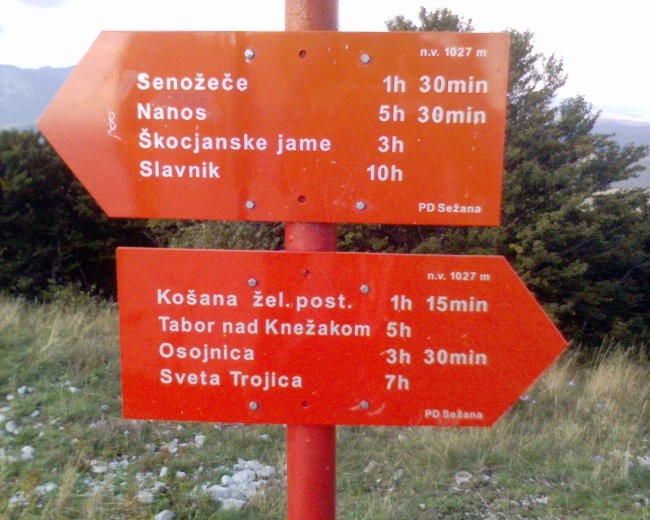 n.v. 1027 m
Senožeče 1h 30min
Nanos 5h 30min
Škocjanske jame 3h
Slavnik 10h
PD Sežana
n.v. 1027 m
Košana žel. post. 1h 15min
Tabor nad Knežakom 5h
Osojnica 3h 30min
Sveta Trojica 7h
PD Sežana